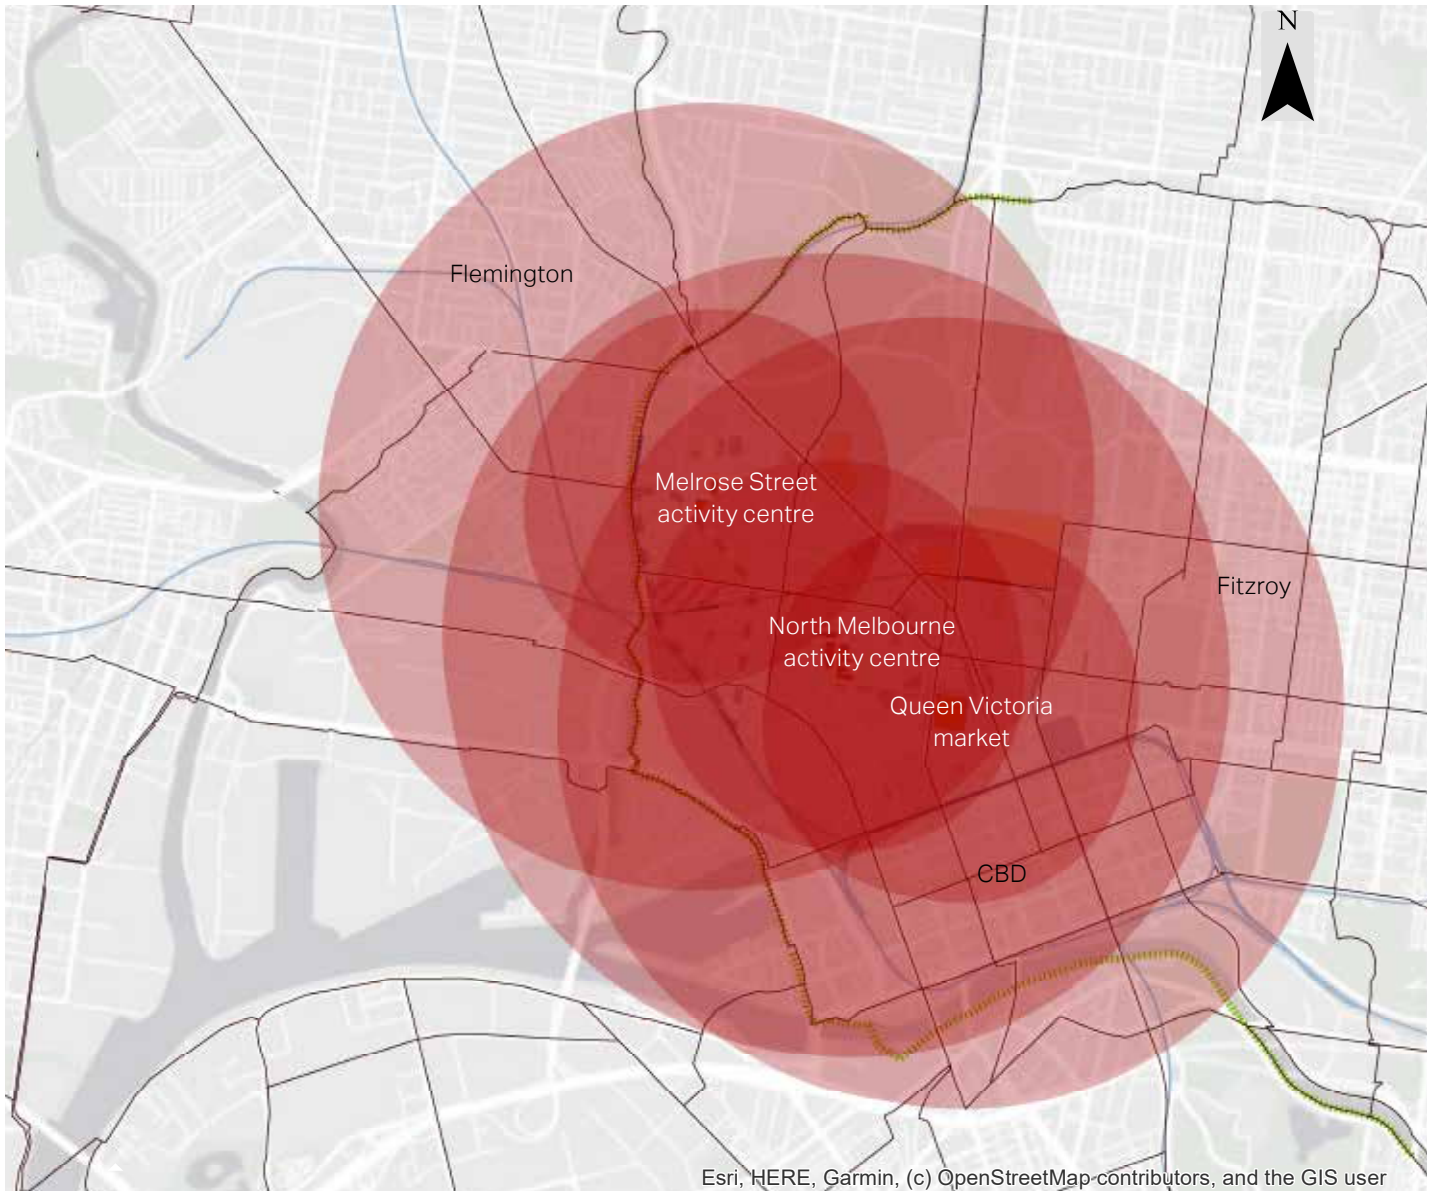 N
Flemington
Melrose Street
activity centre
Fitzroy
North Melbourne
activity centre
Queen Victoria
market
CBD
Esri, HERE, Garmin, (c) OpenStreetMap contributors, and the GIS user